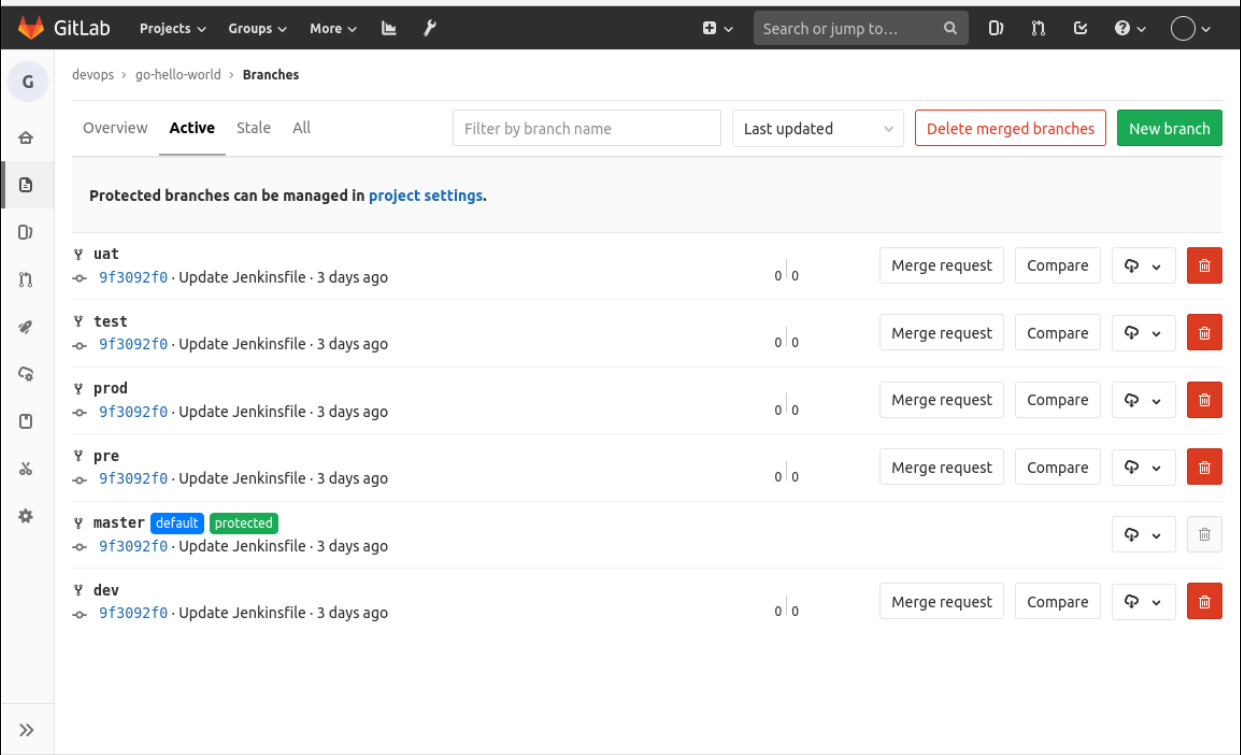 GitLab Projects Groups More Search or jump to...
G devops › go-hello-world › Branches
Overview Active Stale All Filter by branch name Last updated Delete merged branches New branch
Protected branches can be managed in project settings.
uat
9f3092f0 · Update Jenkinsfile · 3 days ago 0 0 Merge request Compare
test
9f3092f0 · Update Jenkinsfile · 3 days ago 0 0 Merge request Compare
prod
9f3092f0 · Update Jenkinsfile · 3 days ago 0 0 Merge request Compare
pre
9f3092f0 · Update Jenkinsfile · 3 days ago 0 0 Merge request Compare
master default protected
9f3092f0 · Update Jenkinsfile · 3 days ago
dev
9f3092f0 · Update Jenkinsfile · 3 days ago 0 0 Merge request Compare